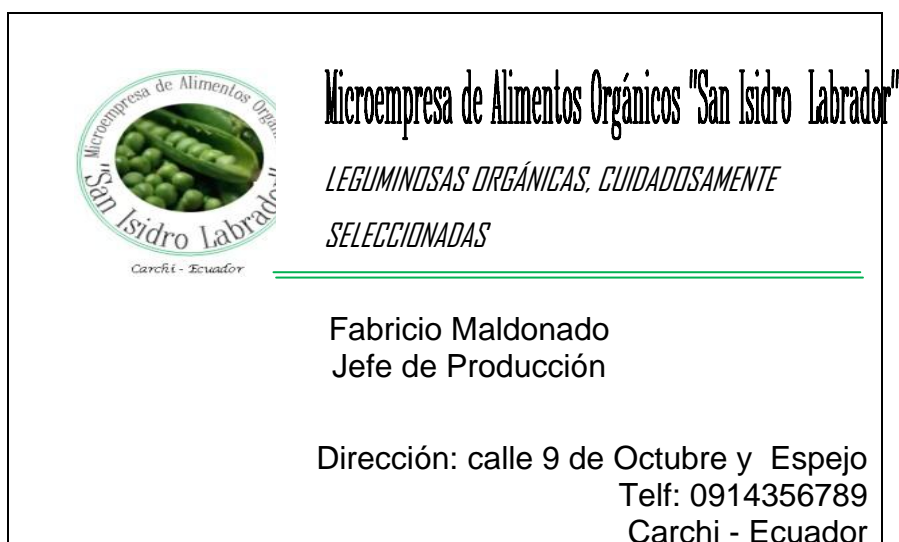 Microempresa de Alimentos Orgánicos
"San Isidro Labrador"
Carchi - Ecuador
Microempresa de Alimentos Orgánicos "San Isidro Labrador"
LEGUMINOSAS ORGÁNICAS, CUIDADOSAMENTE
SELECCIONADAS
Fabricio Maldonado
Jefe de Producción
Dirección: calle 9 de Octubre y Espejo
Telf: 0914356789
Carchi - Ecuador